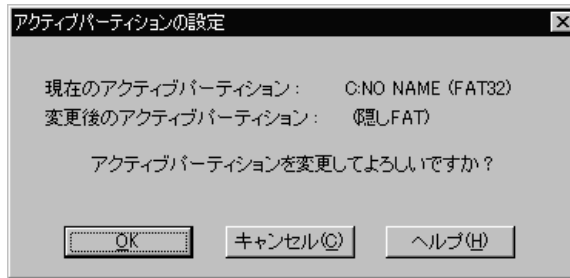 アクティブパーティションの設定
現在のアクティブパーティション： C:NO NAME (FAT32)
変更後のアクティブパーティション： (隠しFAT)
アクティブパーティションを変更してよろしいですか？
OK キャンセル(C) ヘルプ(H)